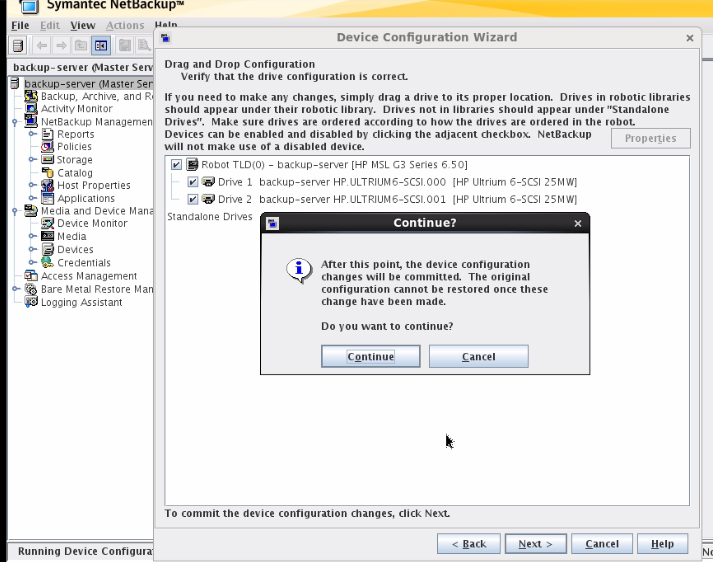 Symantec NetBackup™
File Edit View Actions Help
backup-server (Master Serv
backup-server (Master Ser
Backup, Archive, and R
Activity Monitor
NetBackup Managemen
Reports
Policies
Storage
Catalog
Host Properties
Applications
Media and Device Mana
Device Monitor
Media
Devices
Credentials
Access Management
Bare Metal Restore Man
Logging Assistant
Running Device Configura
Device Configuration Wizard
Drag and Drop Configuration
Verify that the drive configuration is correct.
If you need to make any changes, simply drag a drive to its proper location. Drives in robotic libraries
should appear under their robotic library. Drives not in libraries should appear under "Standalone
Drives". Make sure drives are ordered according to how the drives are ordered in the robot.
Devices can be enabled and disabled by clicking the adjacent checkbox. NetBackup
will not make use of a disabled device.
Properties
Robot TLD(0) - backup-server [HP MSL G3 Series 6.50]
Drive 1 backup-server HP.ULTRIUM6-SCSI.000 [HP Ultrium 6-SCSI 25MW]
Drive 2 backup-server HP.ULTRIUM6-SCSI.001 [HP Ultrium 6-SCSI 25MW]
Standalone Drives
Continue?
After this point, the device configuration
changes will be committed. The original
configuration cannot be restored once these
change have been made.
Do you want to continue?
Continue Cancel
To commit the device configuration changes, click Next.
< Back Next > Cancel Help
No